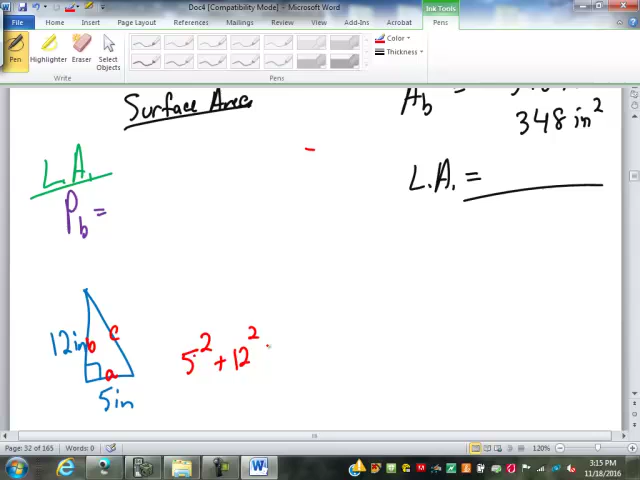 Doc4 [Compatibility Mode] - Microsoft Word
Ink Tools
File Home Insert Page Layout References Mailings Review View Add-Ins Acrobat Pens
Pen Highlighter Eraser Select Objects
Color
Thickness
Write Pens
Surface Area
A_b =
348 in²
L.A.
L.A. =
P_b =
12in b c
a
5in
5² + 12²
Page: 32 of 165 Words: 0 120%
3:15 PM
11/18/2016